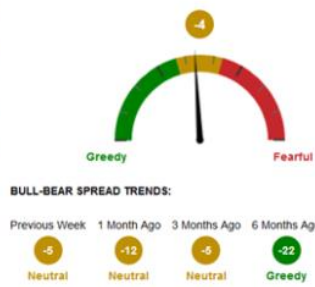 -4
Greedy Fearful
BULL-BEAR SPREAD TRENDS:
Previous Week 1 Month Ago 3 Months Ago 6 Months
-5 -12 -5 -22
Neutral Neutral Neutral Greedy